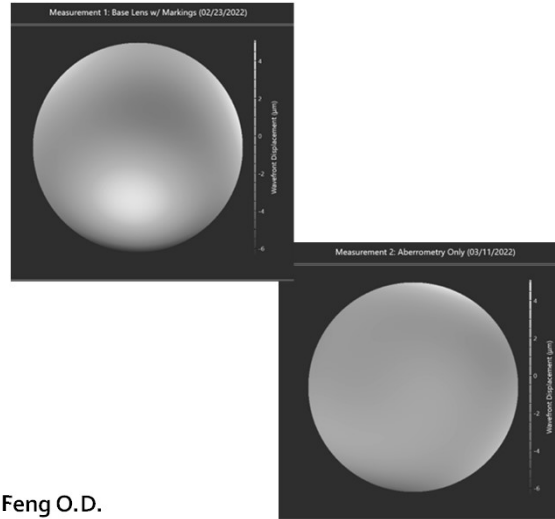 Measurement 1: Base Lens w/ Markings (02/23/2022)
4
2
0
-2
-4
-6
Wavefront Displacement (µm)
Measurement 2: Aberrometry Only (03/11/2022)
4
2
0
-2
-4
-6
Wavefront Displacement (µm)
Feng O.D.